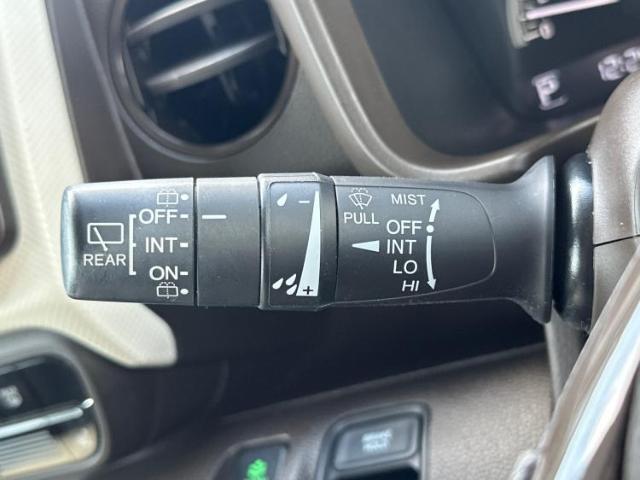 REAR
OFF
INT
ON
−
+
PULL
MIST
OFF
INT
LO
HI
P